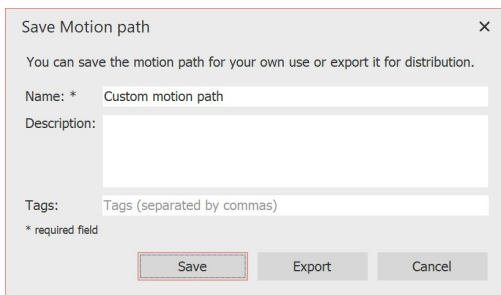 Save Motion path
You can save the motion path for your own use or export it for distribution.
Name: * Custom motion path
Description:
Tags: Tags (separated by commas)
* required field
Save Export Cancel